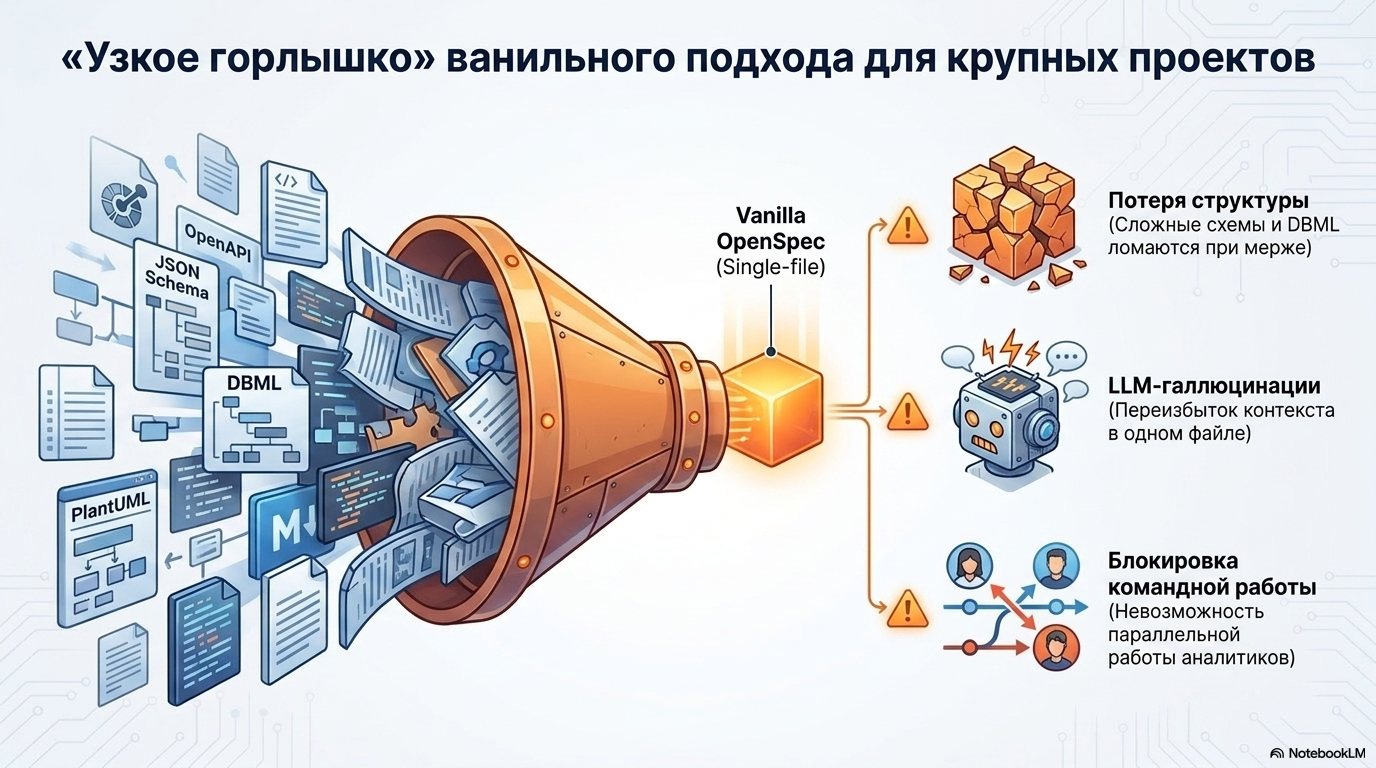 «Узкое горлышко» ванильного подхода для крупных проектов
</>
OpenAPI
JSON
Schema
DBML
PlantUML
M↓
Vanilla
OpenSpec
(Single-file)
Потеря структуры
(Сложные схемы и DBML
ломаются при мерже)
LLM-галлюцинации
(Переизбыток контекста
в одном файле)
Блокировка
командной работы
(Невозможность
параллельной
работы аналитиков)
NotebookLM